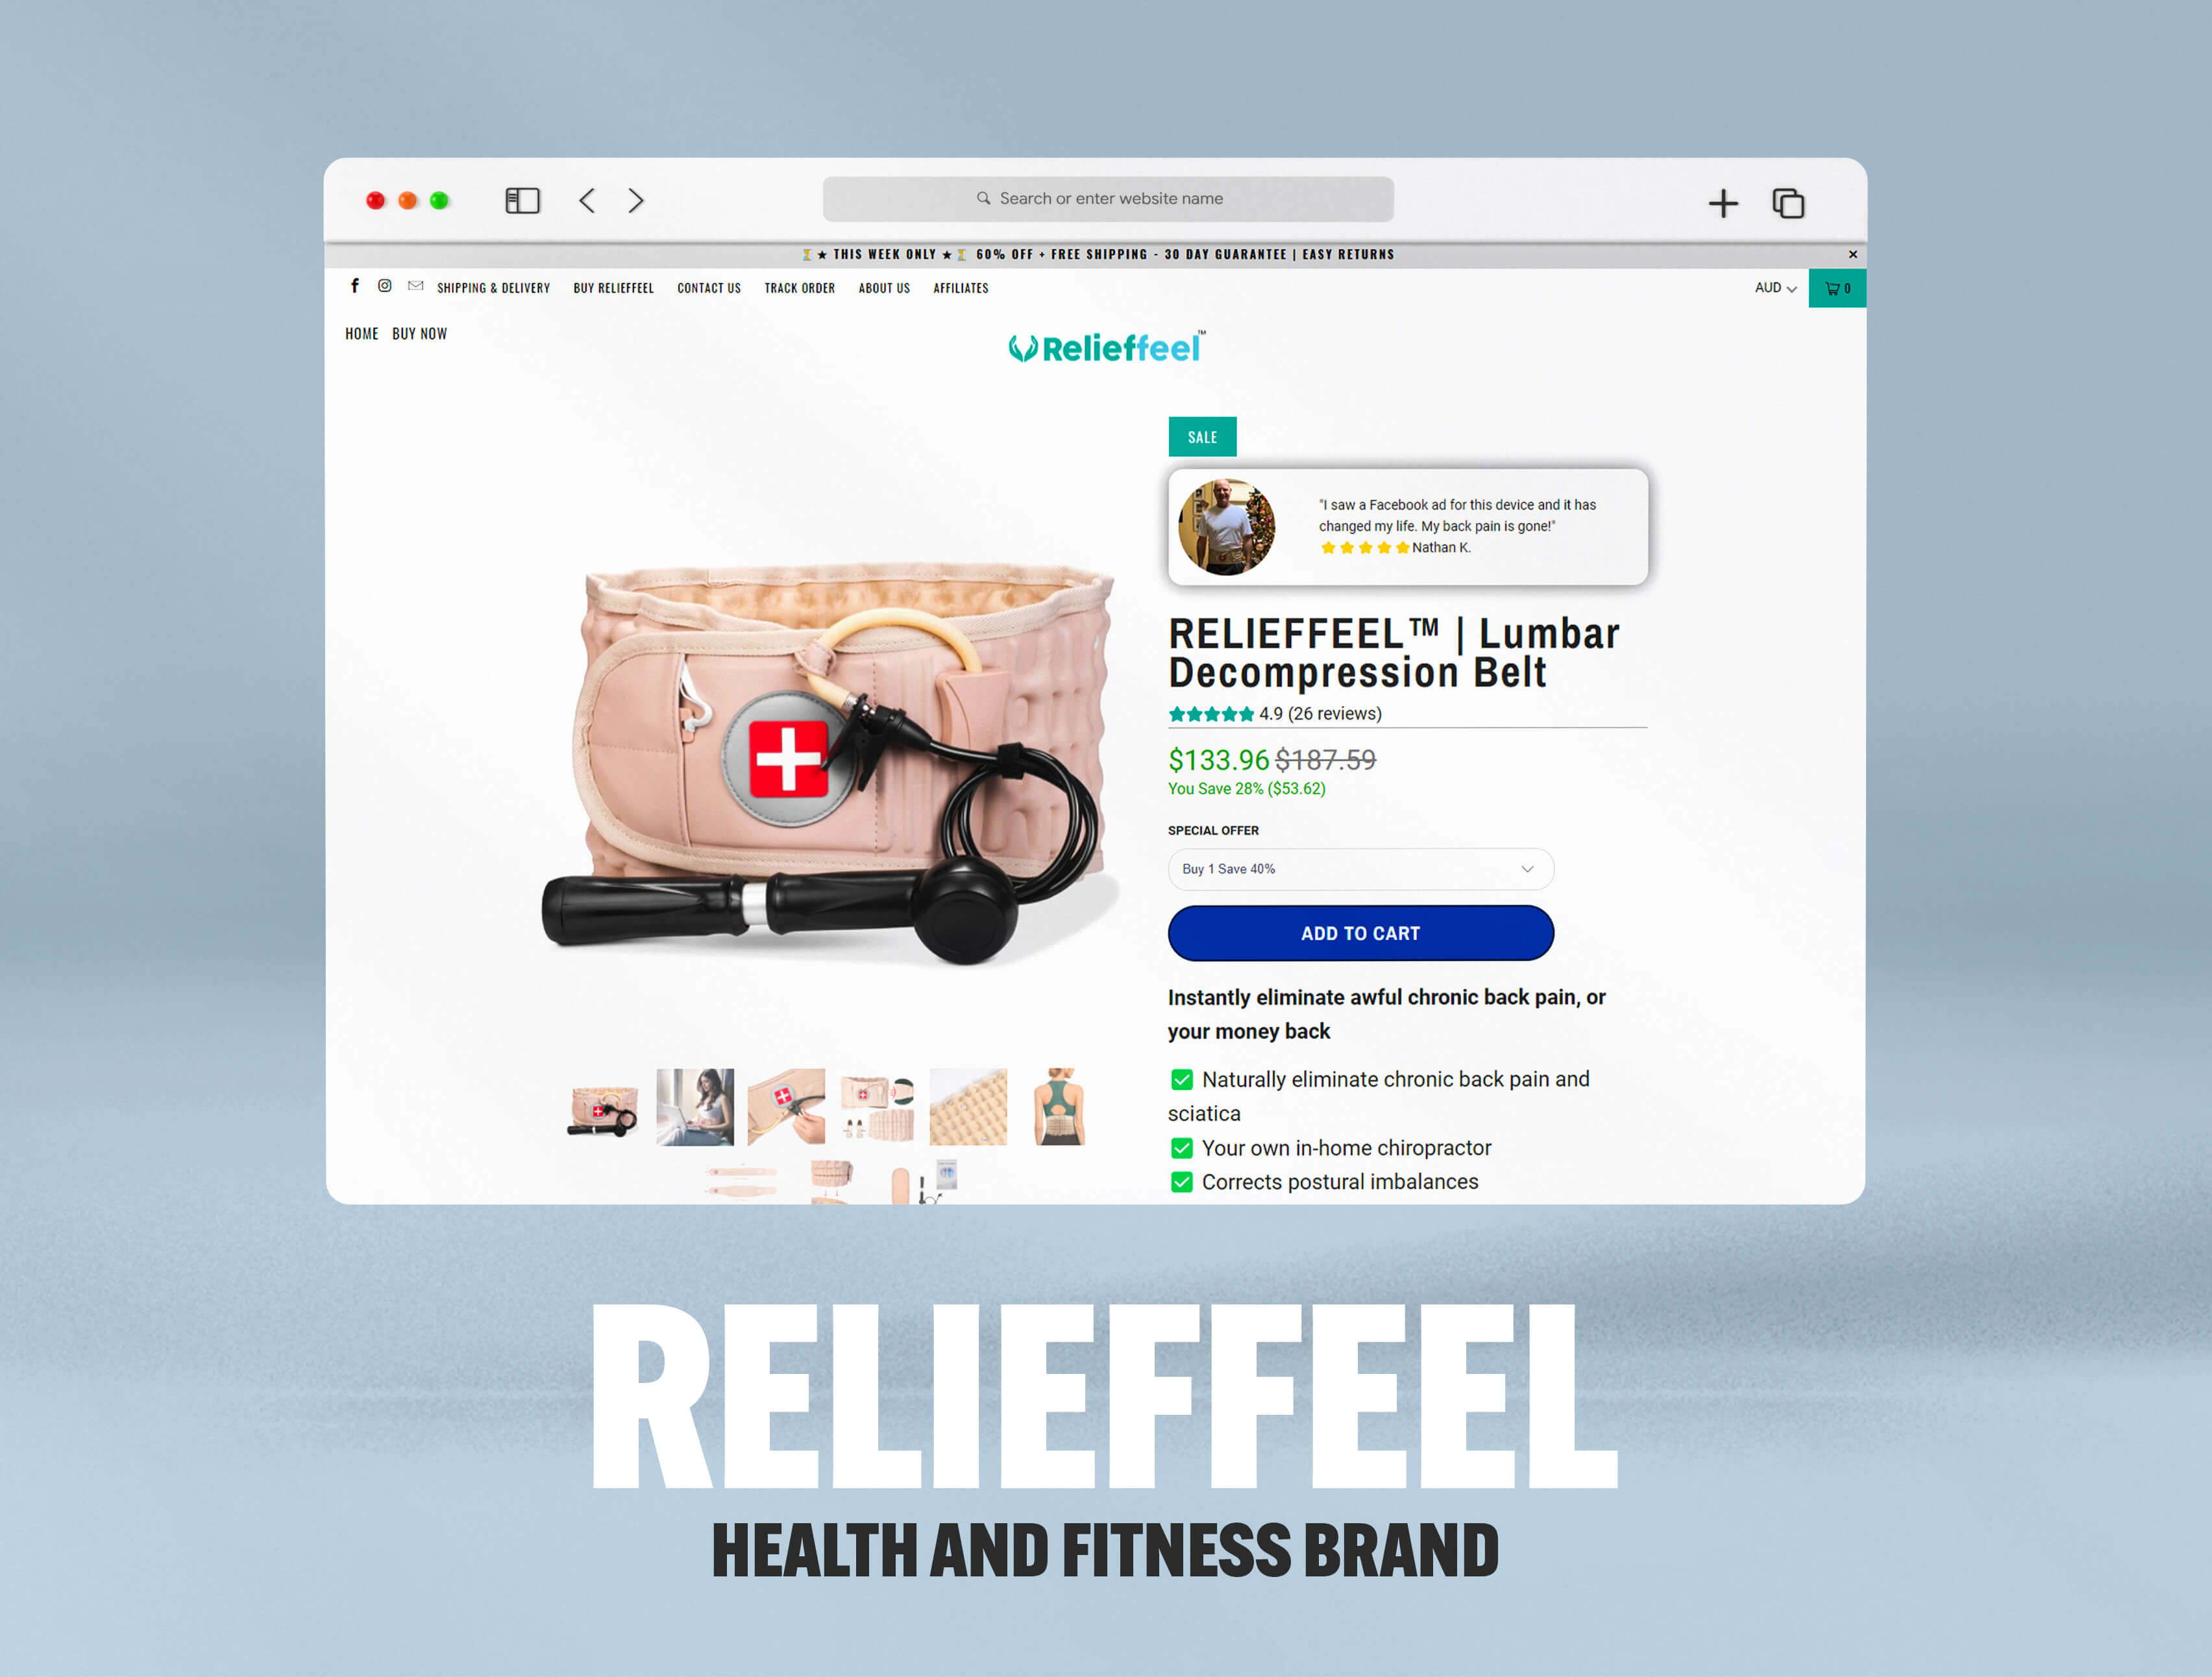 Search or enter website name
⏳★ THIS WEEK ONLY ★⏳ 60% OFF + FREE SHIPPING - 30 DAY GUARANTEE | EASY RETURNS
SHIPPING & DELIVERY BUY RELIEFFEEL CONTACT US TRACK ORDER ABOUT US AFFILIATES
AUD
0
HOME BUY NOW
Relieffeel™
SALE
"I saw a Facebook ad for this device and it has
changed my life. My back pain is gone!"
Nathan K.
RELIEFFEEL™ | Lumbar
Decompression Belt
4.9 (26 reviews)
$133.96 $187.59
You Save 28% ($53.62)
SPECIAL OFFER
Buy 1 Save 40%
ADD TO CART
Instantly eliminate awful chronic back pain, or
your money back
Naturally eliminate chronic back pain and
sciatica
Your own in-home chiropractor
Corrects postural imbalances
RELIEFFEEL
HEALTH AND FITNESS BRAND